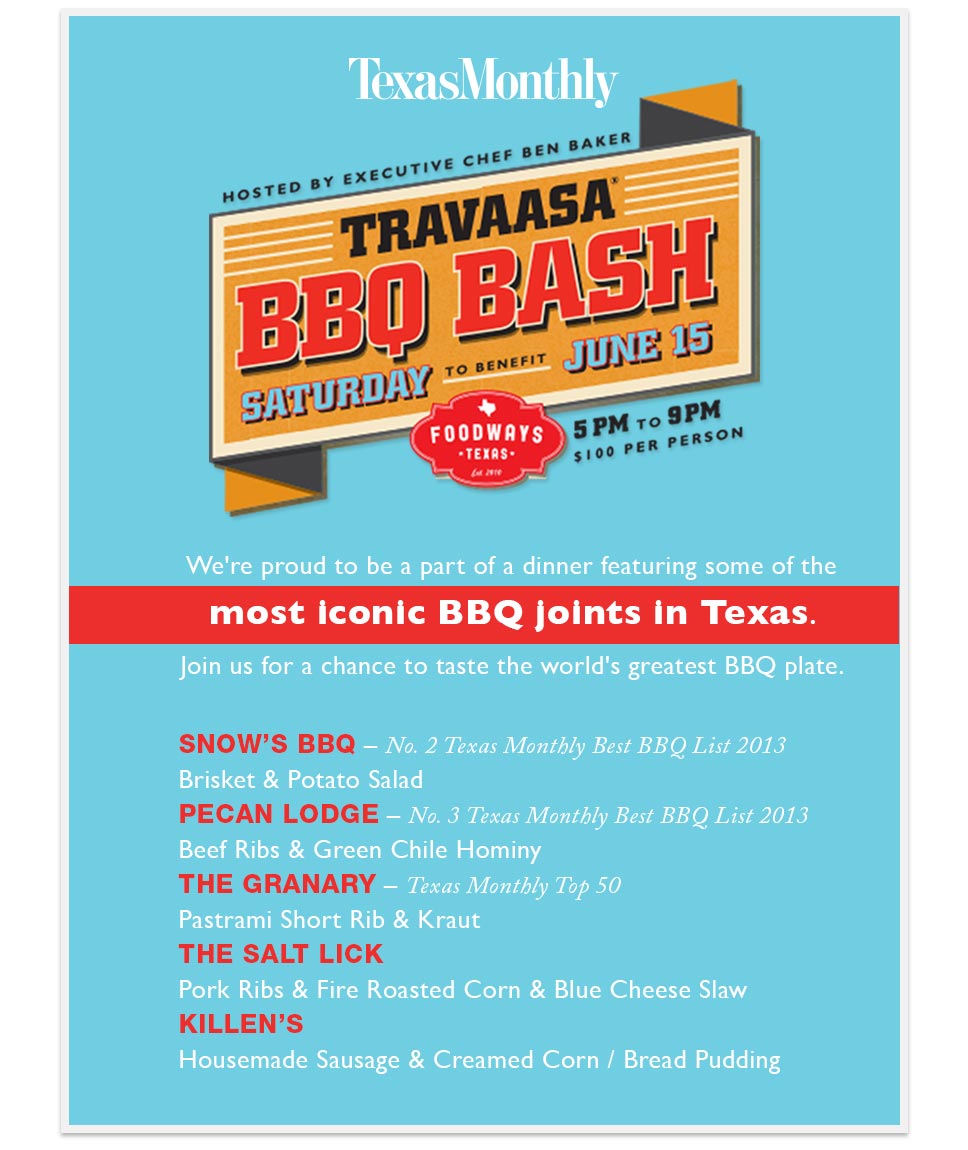 TexasMonthly
HOSTED BY EXECUTIVE CHEF BEN BAKER
TRAVAASA®
BBQ BASH
SATURDAY TO BENEFIT JUNE 15
FOODWAYS
·TEXAS·
Est. 2010
5 PM TO 9 PM
$100 PER PERSON
We're proud to be a part of a dinner featuring some of the
most iconic BBQ joints in Texas.
Join us for a chance to taste the world's greatest BBQ plate.
SNOW’S BBQ – No. 2 Texas Monthly Best BBQ List 2013
Brisket & Potato Salad
PECAN LODGE – No. 3 Texas Monthly Best BBQ List 2013
Beef Ribs & Green Chile Hominy
THE GRANARY – Texas Monthly Top 50
Pastrami Short Rib & Kraut
THE SALT LICK
Pork Ribs & Fire Roasted Corn & Blue Cheese Slaw
KILLEN’S
Housemade Sausage & Creamed Corn / Bread Pudding